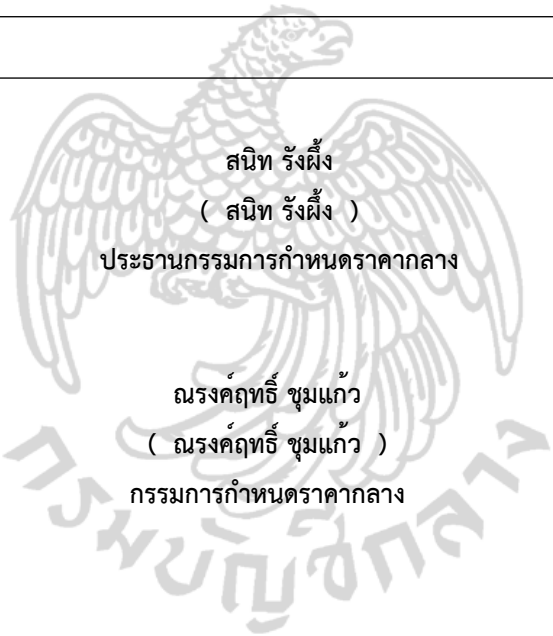 สนิท รังผึ้ง
( สนิท รังผึ้ง )
ประธานกรรมการกำหนดราคากลาง
ณรงค์ฤทธิ์ ชุมแก้ว
( ณรงค์ฤทธิ์ ชุมแก้ว )
กรรมการกำหนดราคากลาง
กรมบัญชีกลาง